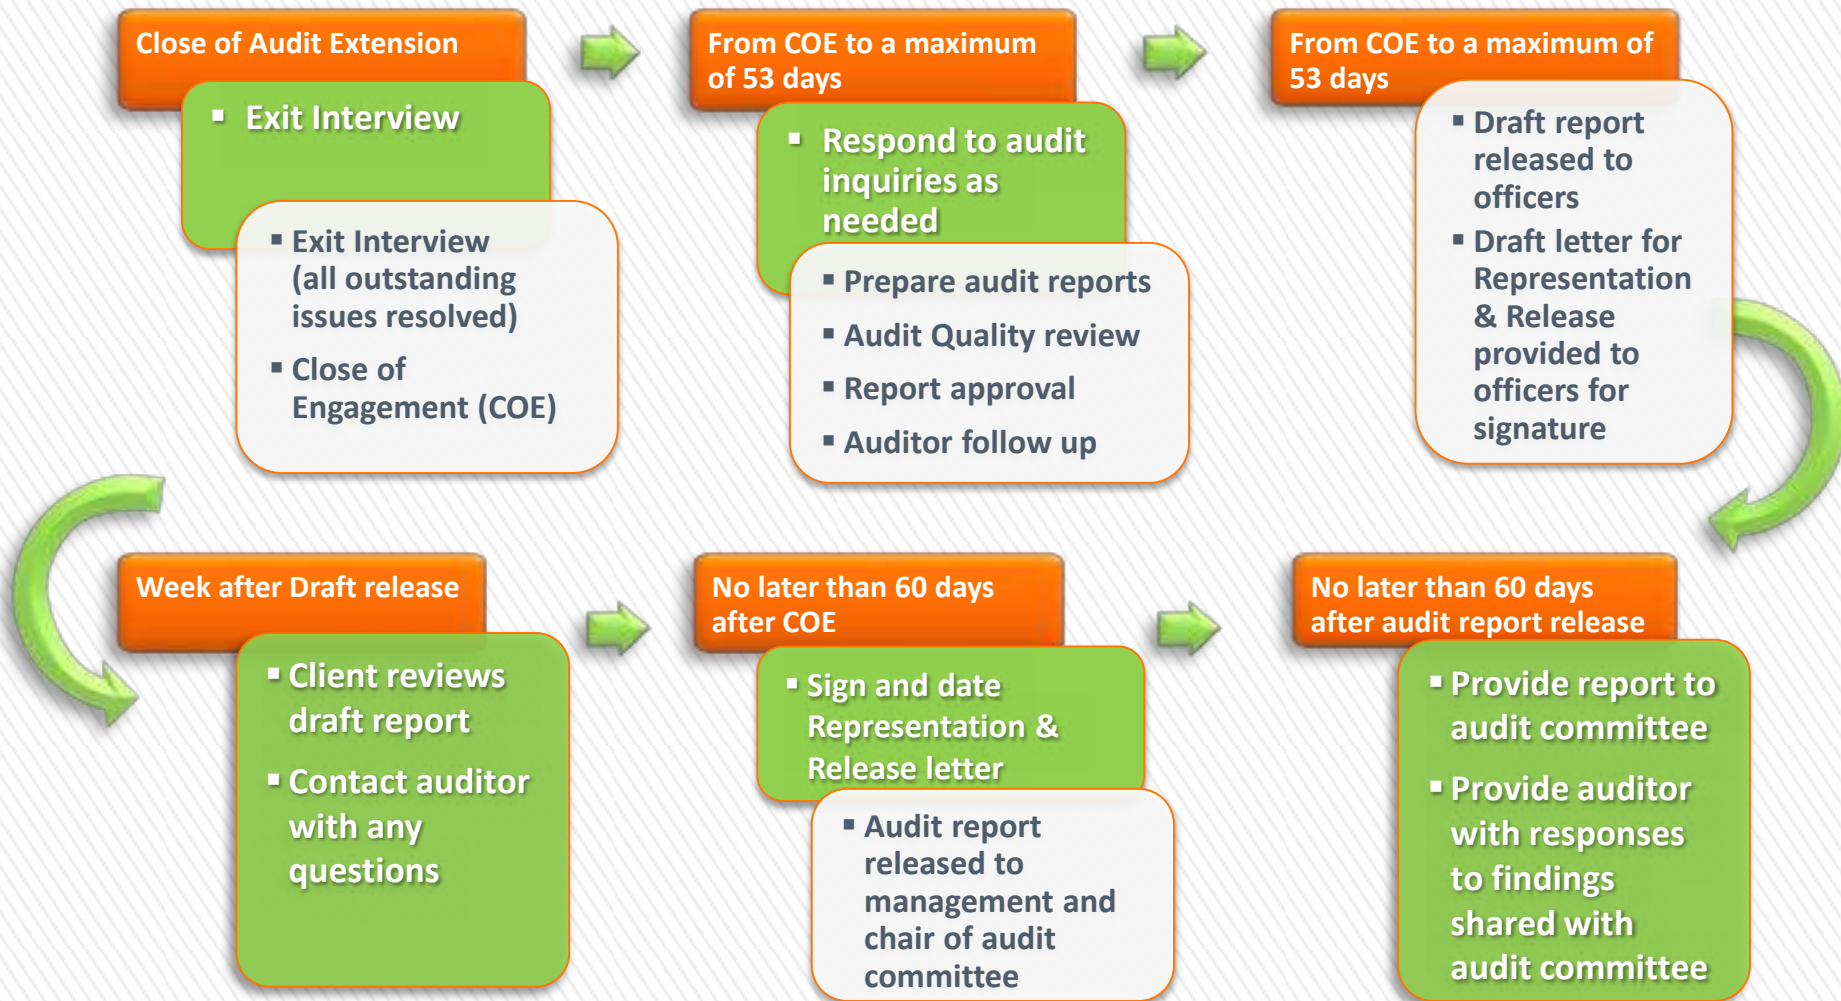 Close of Audit Extension
▪ Exit Interview
▪ Exit Interview
(all outstanding
issues resolved)
▪ Close of
Engagement (COE)
From COE to a maximum
of 53 days
▪ Respond to audit
inquiries as
needed
▪ Prepare audit reports
▪ Audit Quality review
▪ Report approval
▪ Auditor follow up
From COE to a maximum of
53 days
▪ Draft report
released to
officers
▪ Draft letter for
Representation
& Release
provided to
officers for
signature
Week after Draft release
▪ Client reviews
draft report
▪ Contact auditor
with any
questions
No later than 60 days
after COE
▪ Sign and date
Representation &
Release letter
▪ Audit report
released to
management and
chair of audit
committee
No later than 60 days
after audit report release
▪ Provide report to
audit committee
▪ Provide auditor
with responses
to findings
shared with
audit committee